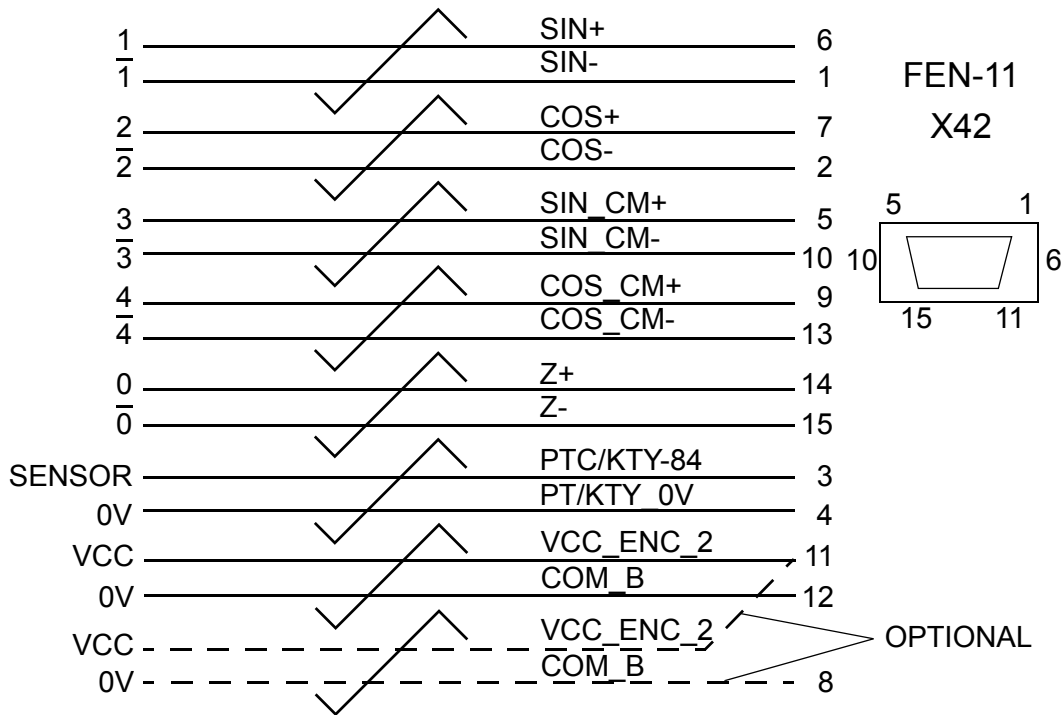 1 SIN+ 6
1̅ SIN- 1
2 COS+ 7
2̅ COS- 2
3 SIN_CM+ 5
3̅ SIN_CM- 10
4 COS_CM+ 9
4̅ COS_CM- 13
0 Z+ 14
0̅ Z- 15
SENSOR PTC/KTY-84 3
0V PT/KTY_0V 4
VCC VCC_ENC_2 11
0V COM_B 12
VCC VCC_ENC_2
0V COM_B 8
OPTIONAL
FEN-11
X42
5 1
10 6
15 11